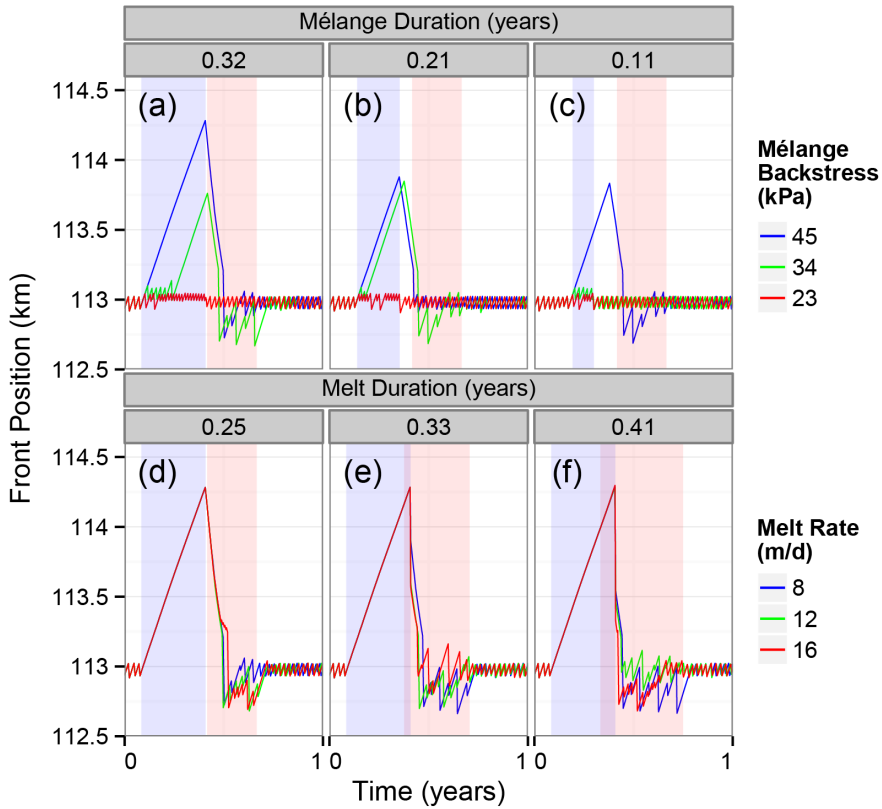 Mélange Duration (years)
0.32 0.21 0.11
(a) (b) (c)
114.5
114
113.5
113
112.5
Mélange
Backstress
(kPa)
45
34
23
Front Position (km)
Melt Duration (years)
0.25 0.33 0.41
(d) (e) (f)
114.5
114
113.5
113
112.5
Melt Rate
(m/d)
8
12
16
0 1 0 1 0 1
Time (years)